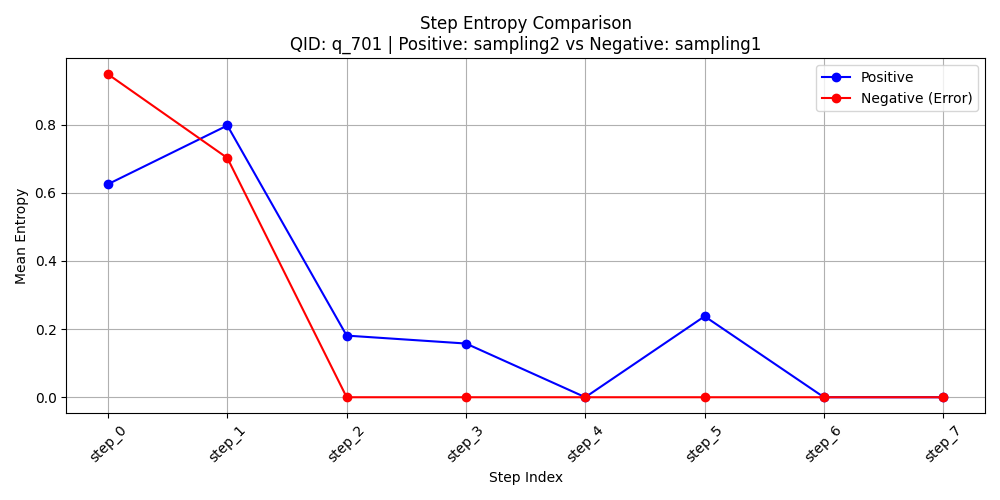 Step Entropy Comparison
QID: q_701 | Positive: sampling2 vs Negative: sampling1
Positive
Negative (Error)
Mean Entropy
0.8
0.6
0.4
0.2
0.0
step_0
step_1
step_2
step_3
step_4
step_5
step_6
step_7
Step Index